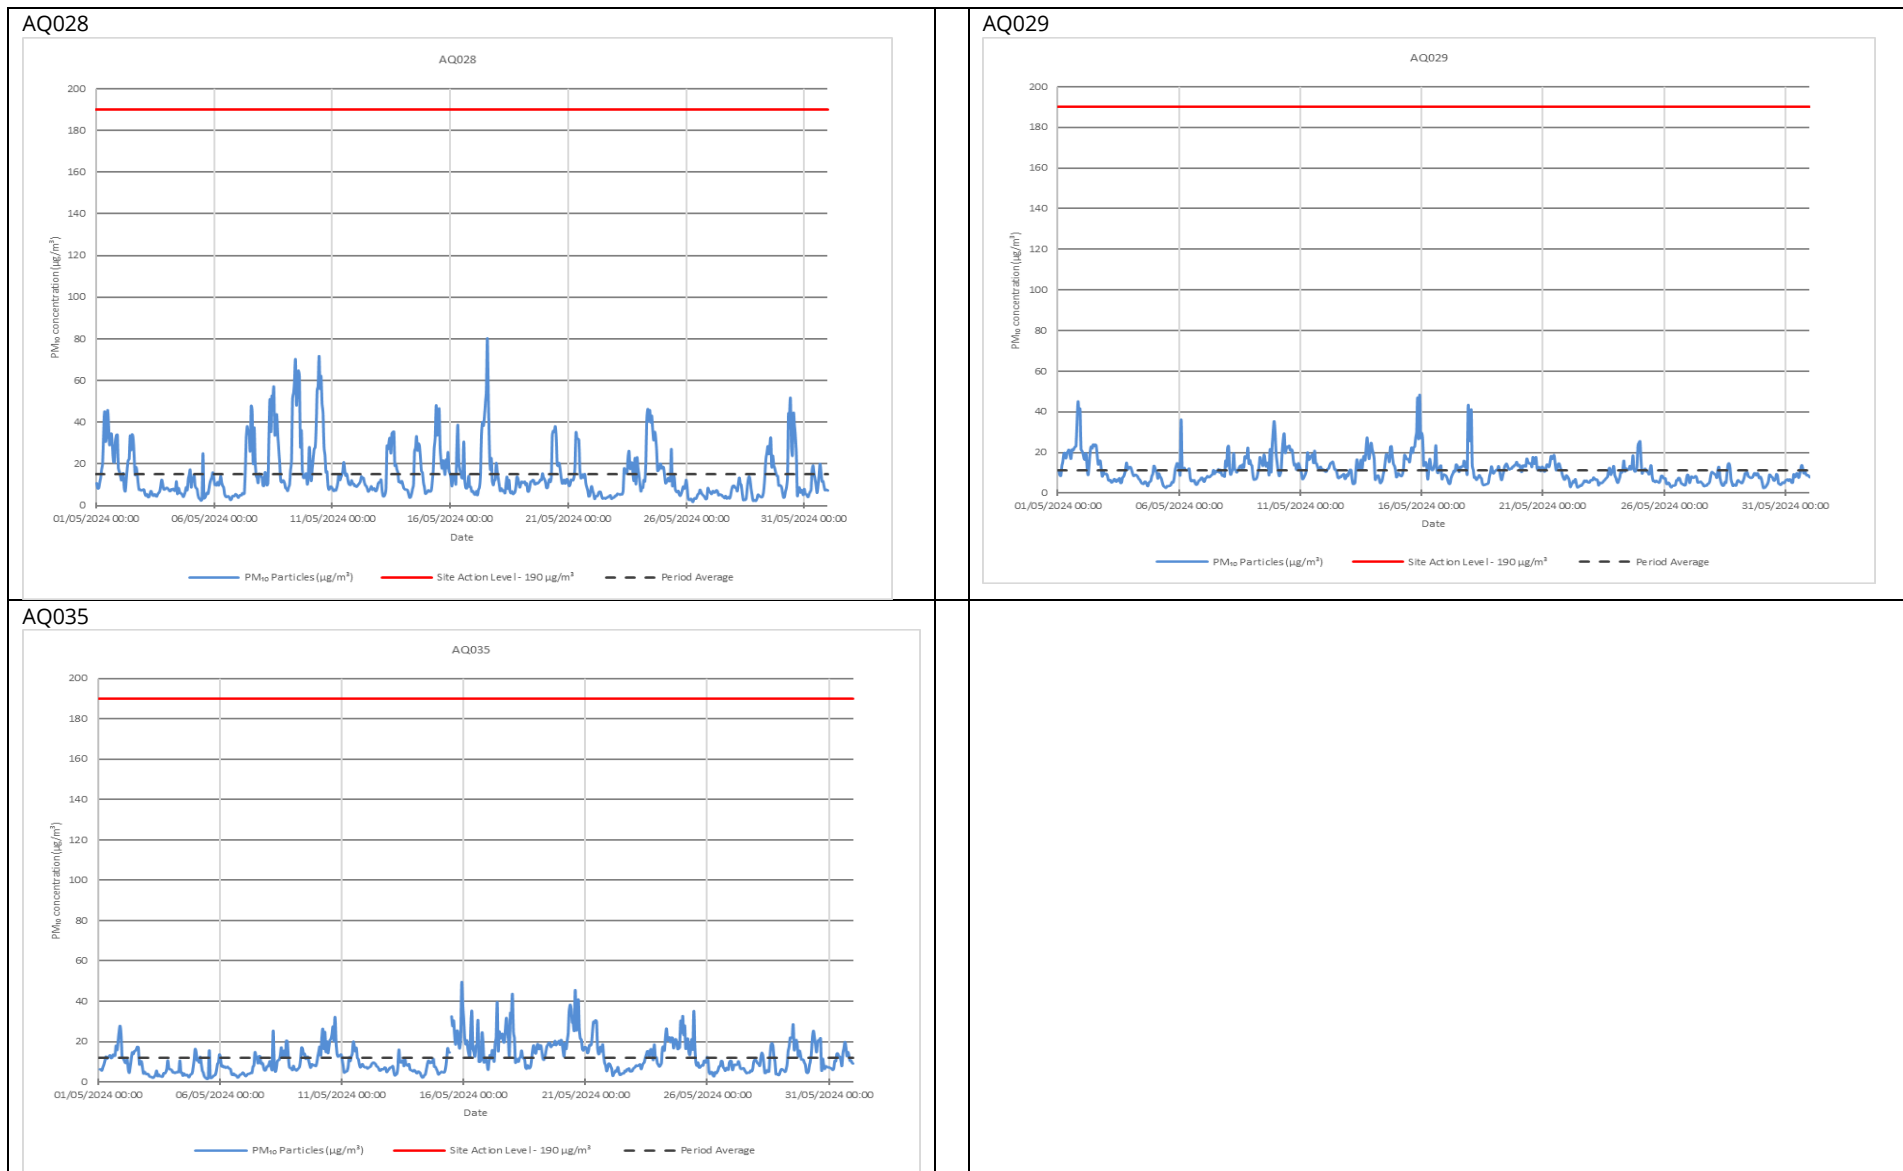 AQ028
AQ028
200
180
160
140
120
100
80
60
40
20
0
PM₁₀ concentration (µg/m³)
01/05/2024 00:00 06/05/2024 00:00 11/05/2024 00:00 16/05/2024 00:00 21/05/2024 00:00 26/05/2024 00:00 31/05/2024 00:00
Date
PM₁₀ Particles (µg/m³) Site Action Level - 190 µg/m³ Period Average
AQ029
AQ029
200
180
160
140
120
100
80
60
40
20
0
PM₁₀ concentration (µg/m³)
01/05/2024 00:00 06/05/2024 00:00 11/05/2024 00:00 16/05/2024 00:00 21/05/2024 00:00 26/05/2024 00:00 31/05/2024 00:00
Date
PM₁₀ Particles (µg/m³) Site Action Level - 190 µg/m³ Period Average
AQ035
AQ035
200
180
160
140
120
100
80
60
40
20
0
PM₁₀ concentration (µg/m³)
01/05/2024 00:00 06/05/2024 00:00 11/05/2024 00:00 16/05/2024 00:00 21/05/2024 00:00 26/05/2024 00:00 31/05/2024 00:00
Date
PM₁₀ Particles (µg/m³) Site Action Level - 190 µg/m³ Period Average